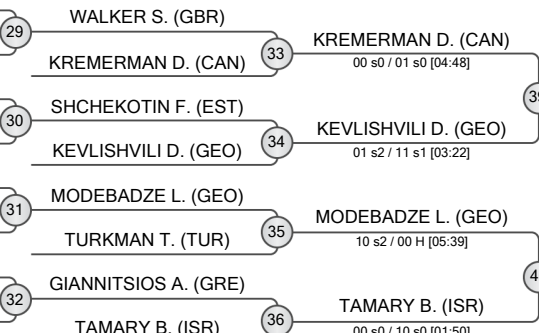 WALKER S. (GBR)
29
KREMERMAN D. (CAN)
33
KREMERMAN D. (CAN)
00 s0 / 01 s0 [04:48]
SHCHEKOTIN F. (EST)
30
39
KEVLISHVILI D. (GEO)
34
KEVLISHVILI D. (GEO)
01 s2 / 11 s1 [03:22]
MODEBADZE L. (GEO)
31
TURKMAN T. (TUR)
35
MODEBADZE L. (GEO)
10 s2 / 00 H [05:39]
GIANNITSIOS A. (GRE)
32
TAMARY B. (ISR)
36
TAMARY B. (ISR)
00 s0 / 10 s0 [01:50]